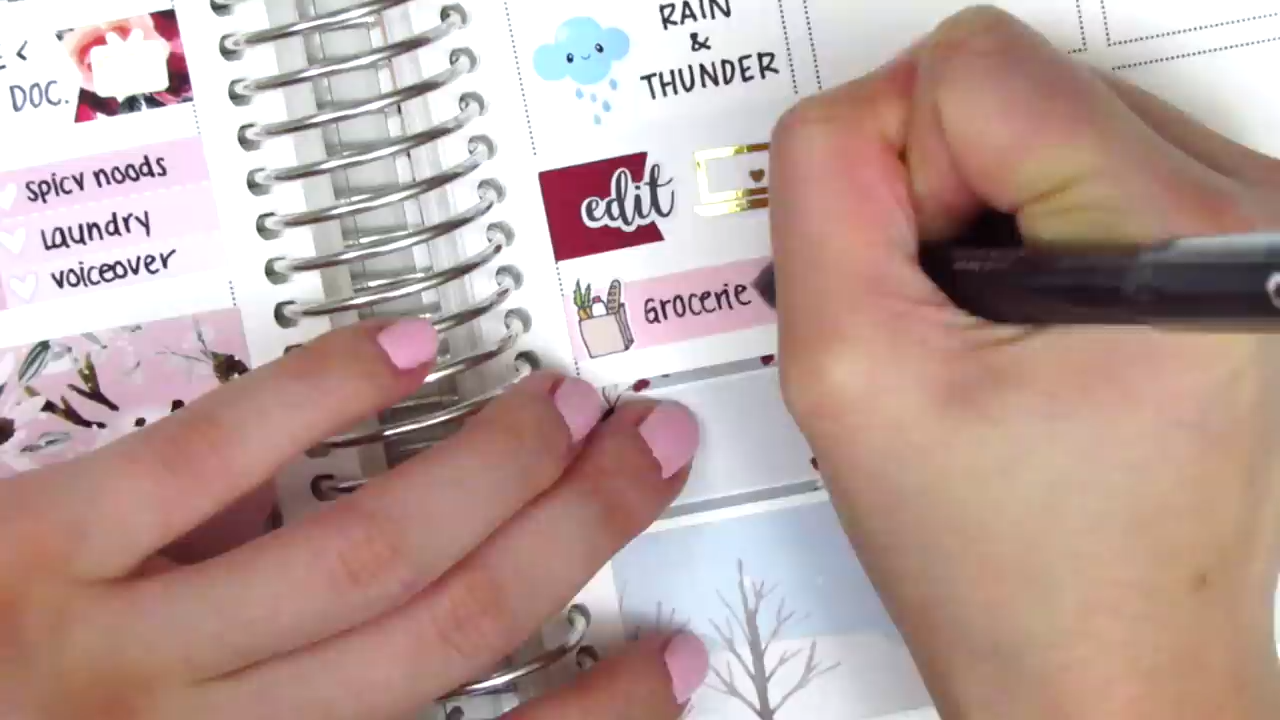 DOC.
spicy noods
laundry
voiceover
RAIN
&
THUNDER
edit
Grocerie